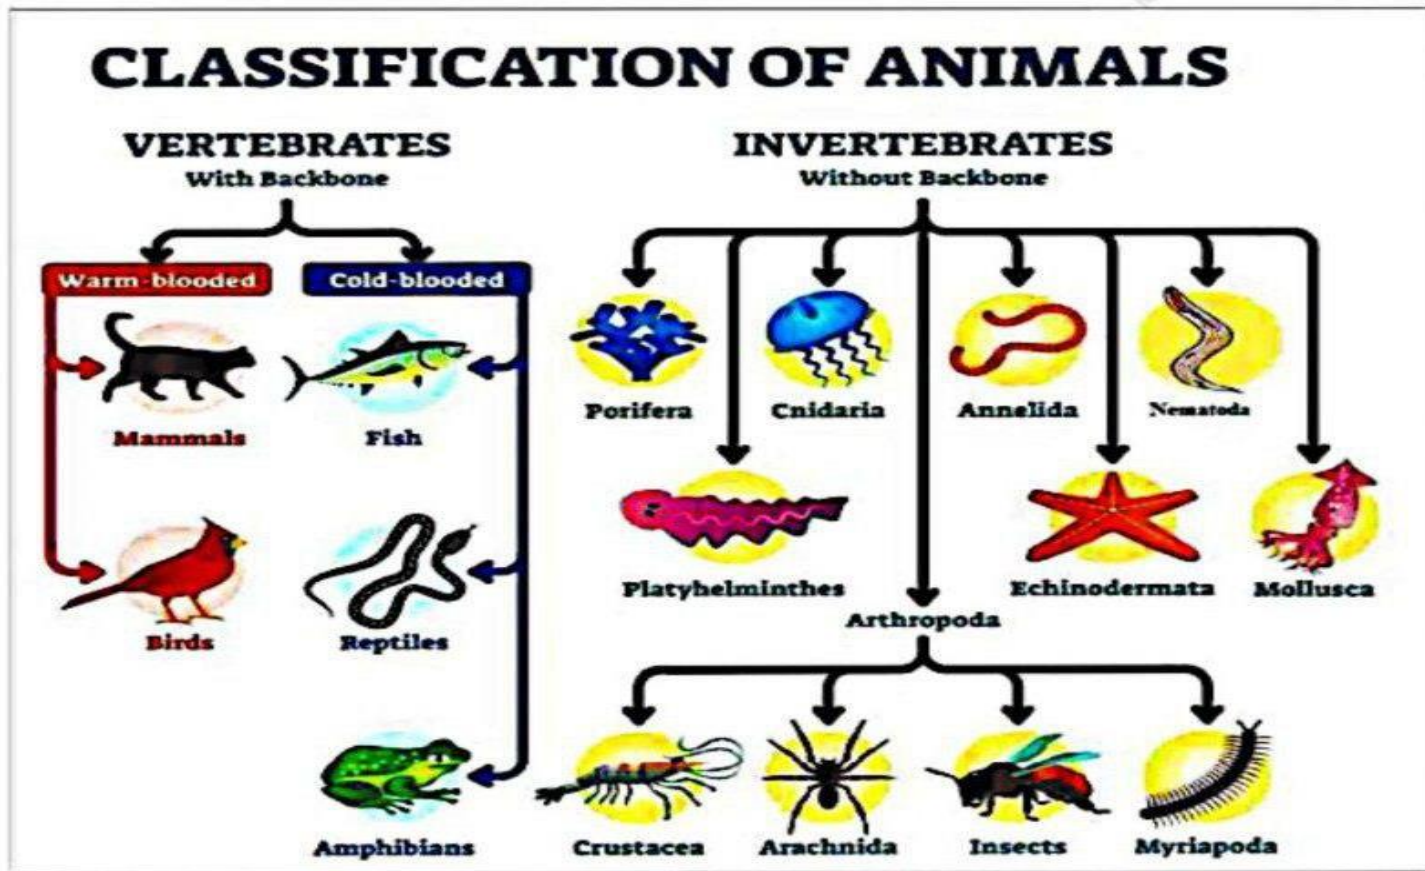 CLASSIFICATION OF ANIMALS
VERTEBRATES
With Backbone
INVERTEBRATES
Without Backbone
Warm-blooded
Cold-blooded
Mammals
Fish
Birds
Reptiles
Amphibians
Porifera
Cnidaria
Annelida
Nematoda
Platyhelminthes
Echinodermata
Mollusca
Arthropoda
Crustacea
Arachnida
Insects
Myriapoda